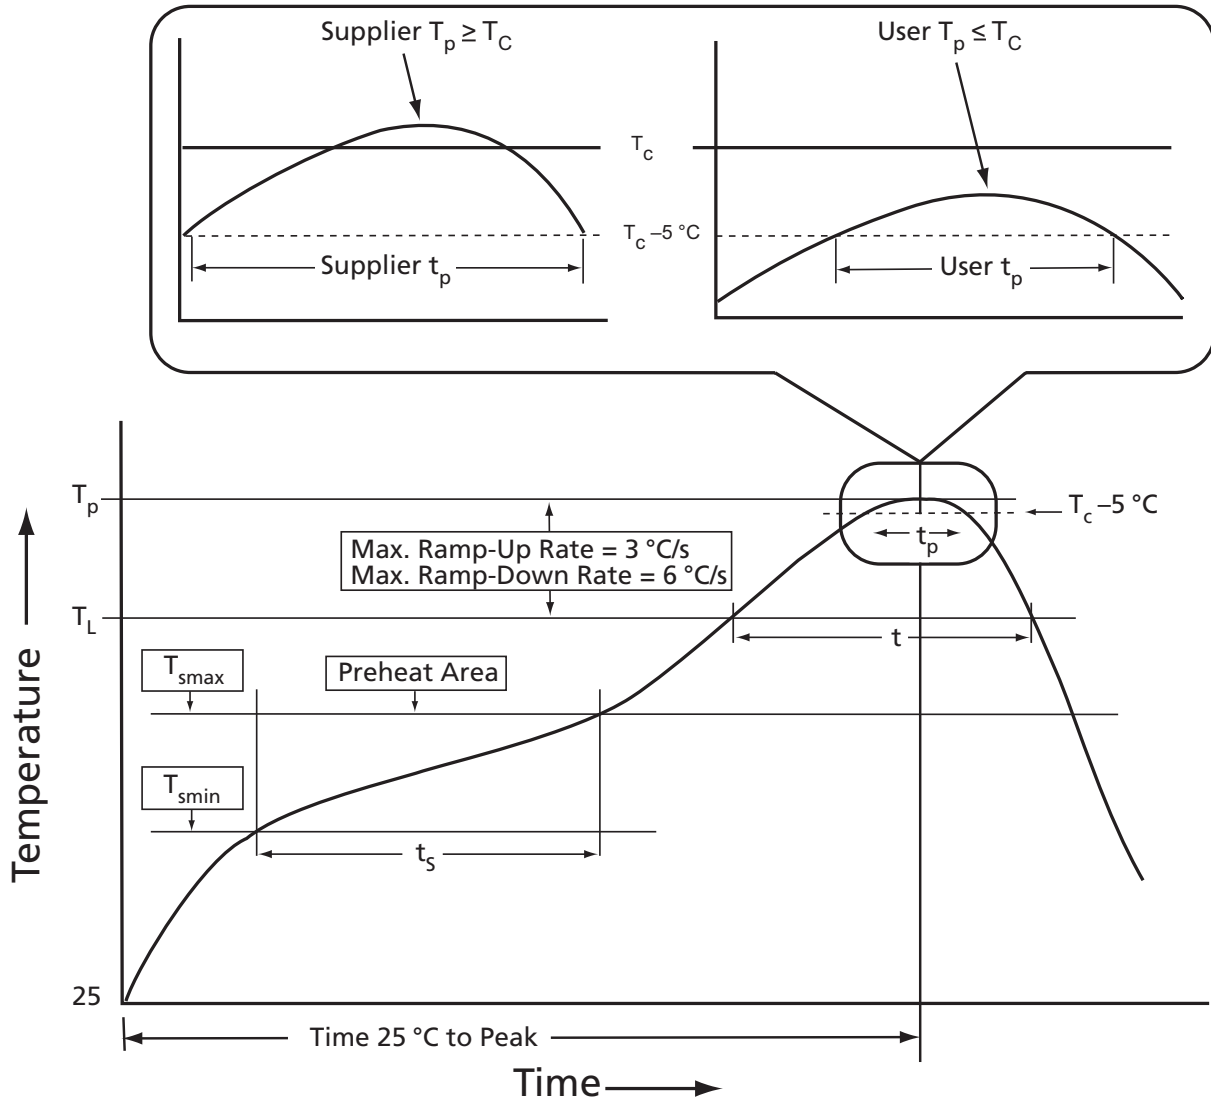 Supplier Tp ≥ TC
User Tp ≤ TC
Tc
Tc –5 °C
Supplier tp
User tp
Tp
Tc –5 °C
Max. Ramp-Up Rate = 3 °C/s
Max. Ramp-Down Rate = 6 °C/s
tp
TL
t
Tsmax
Preheat Area
Tsmin
tS
Temperature
25
Time 25 °C to Peak
Time